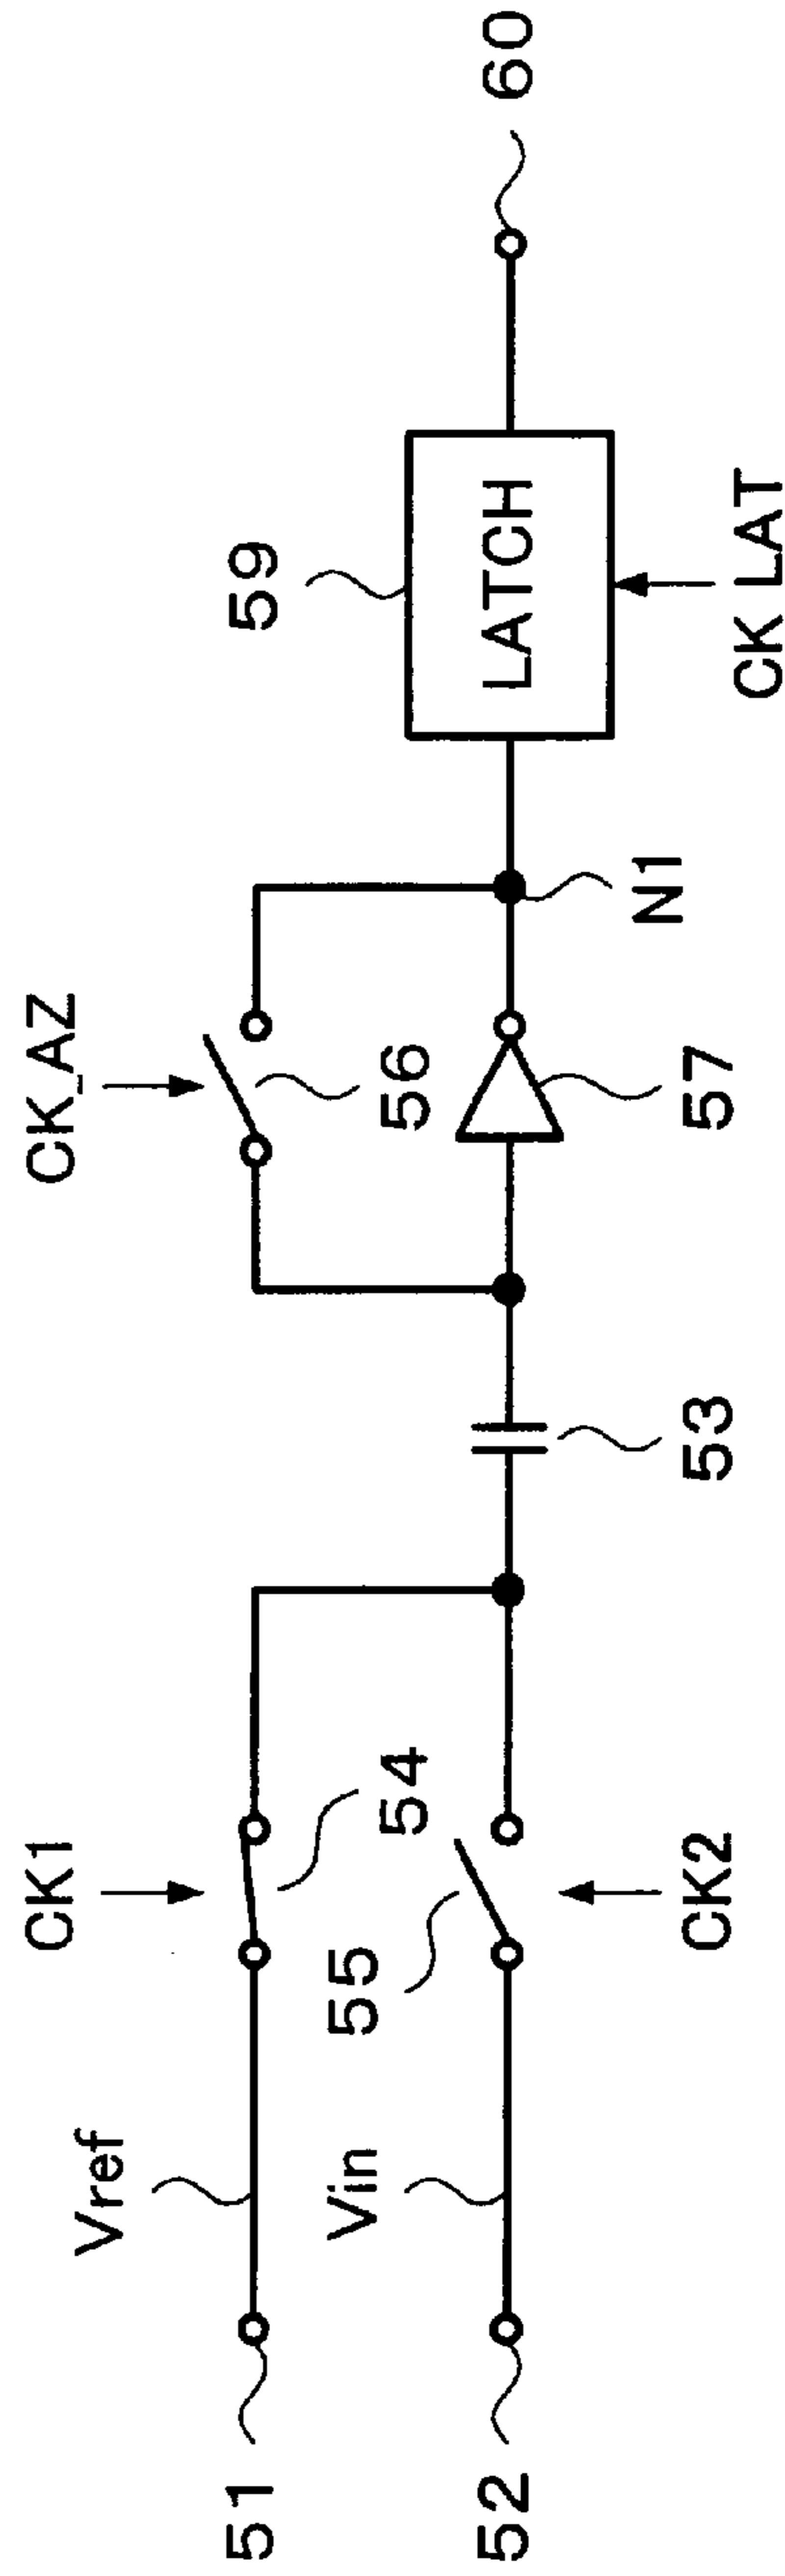 CK1
CK_AZ
59
60
Vref
54
56
51
55
Vin
LATCH
52
CK2
53
57
N1
CK LAT